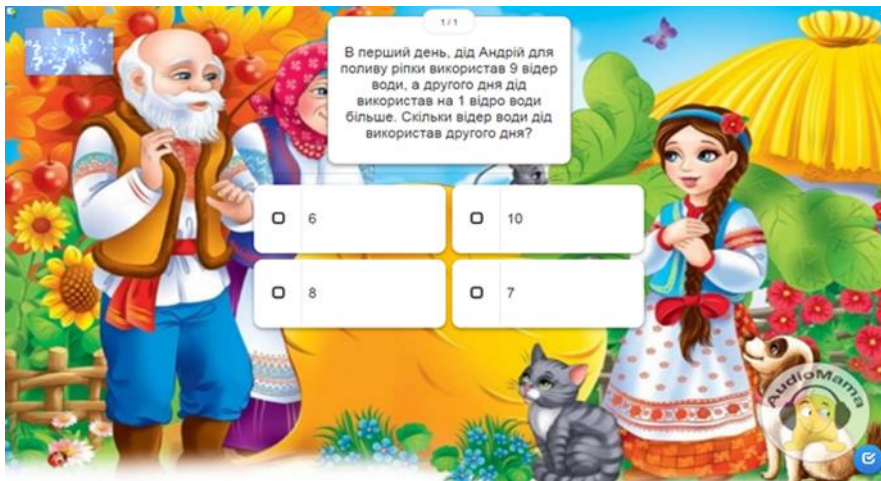 1 / 1
В перший день, дід Андрій для
поливу ріпки використав 9 відер
води, а другого дня дід
використав на 1 відро води
більше. Скільки відер води дід
використав другого дня?
6
10
8
7
AudioMama